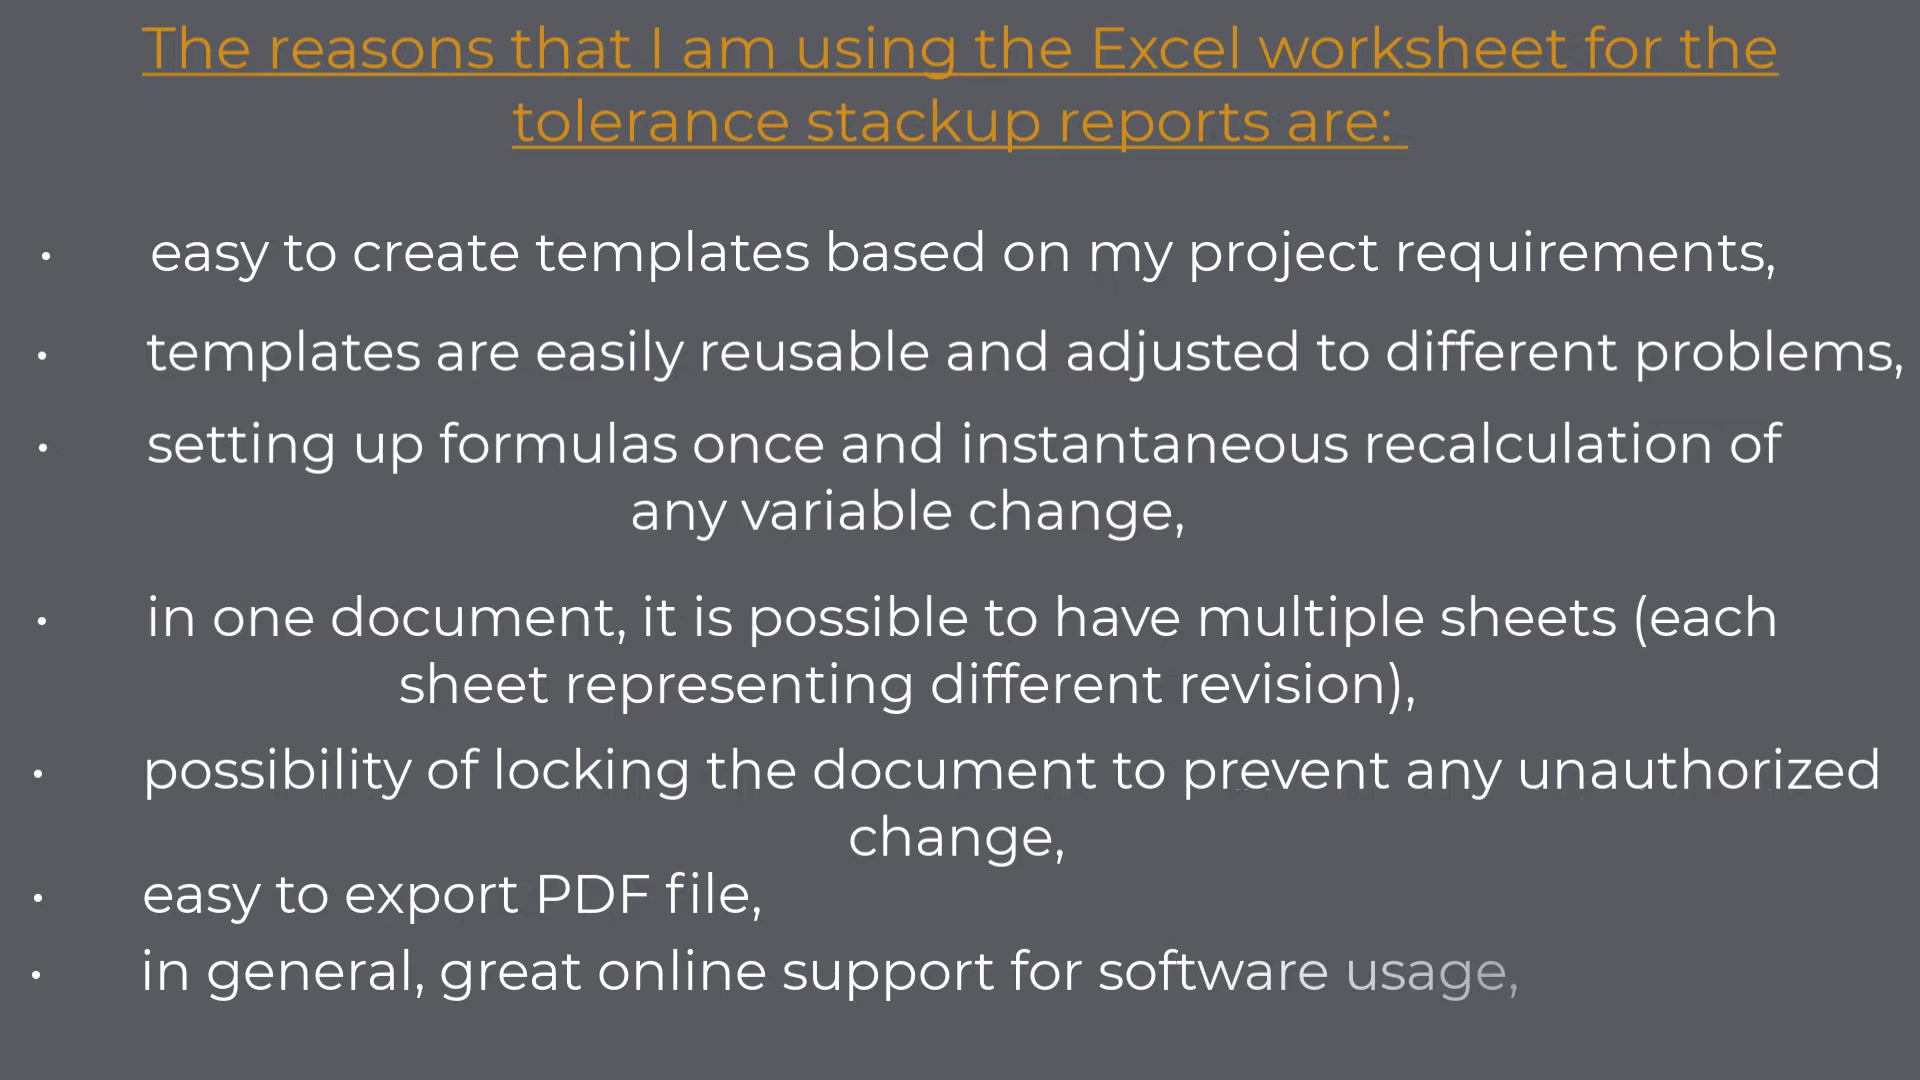 The reasons that I am using the Excel worksheet for the
tolerance stackup reports are:
• easy to create templates based on my project requirements,
• templates are easily reusable and adjusted to different problems,
• setting up formulas once and instantaneous recalculation of
any variable change,
• in one document, it is possible to have multiple sheets (each
sheet representing different revision),
• possibility of locking the document to prevent any unauthorized
change,
• easy to export PDF file,
• in general, great online support for software usage,